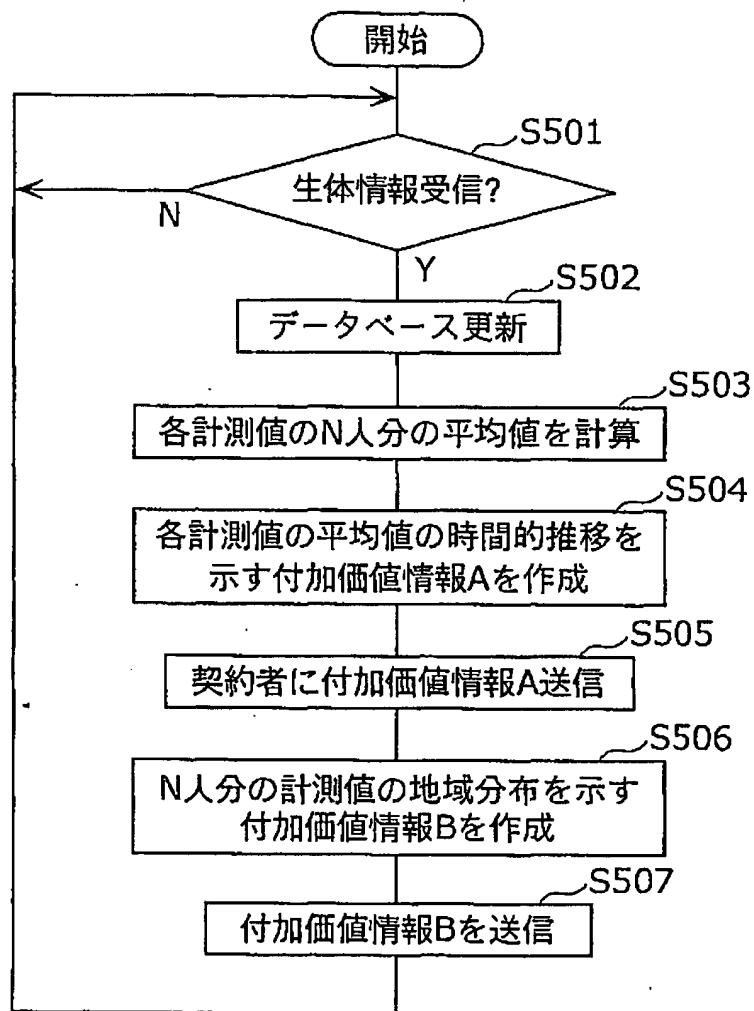 開始
S501
生体情報受信?
N
Y
S502
データベース更新
S503
各計測値のN人分の平均値を計算
S504
各計測値の平均値の時間的推移を
示す付加価値情報Aを作成
S505
契約者に付加価値情報A送信
S506
N人分の計測値の地域分布を示す
付加価値情報Bを作成
S507
付加価値情報Bを送信